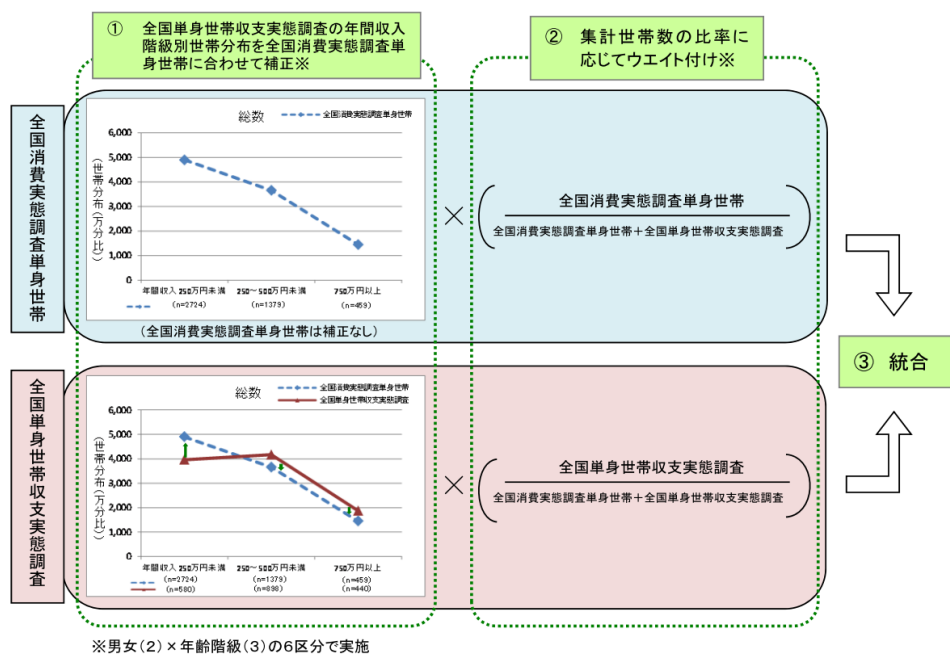 ① 全国単身世帯収支実態調査の年間収入
階級別世帯分布を全国消費実態調査単
身世帯に合わせて補正※
② 集計世帯数の比率に
応じてウエイト付け※
全国消費実態調査単身世帯
総数
全国消費実態調査単身世帯
世帯分布(万分比)
6,000
5,000
4,000
3,000
2,000
1,000
0
年間収入250万円未満 250~500万円未満 750万円以上
(n=2724) (n=1379) (n=459)
(全国消費実態調査単身世帯は補正なし)
×
全国消費実態調査単身世帯
全国消費実態調査単身世帯+全国単身世帯収支実態調査
③ 統合
全国単身世帯収支実態調査
総数
全国消費実態調査単身世帯
全国単身世帯収支実態調査
世帯分布(万分比)
6,000
5,000
4,000
3,000
2,000
1,000
0
年間収入250万円未満 250~500万円未満 750万円以上
(n=2724) (n=1379) (n=459)
(n=580) (n=898) (n=440)
×
全国単身世帯収支実態調査
全国消費実態調査単身世帯+全国単身世帯収支実態調査
※男女(2)×年齢階級(3)の6区分で実施